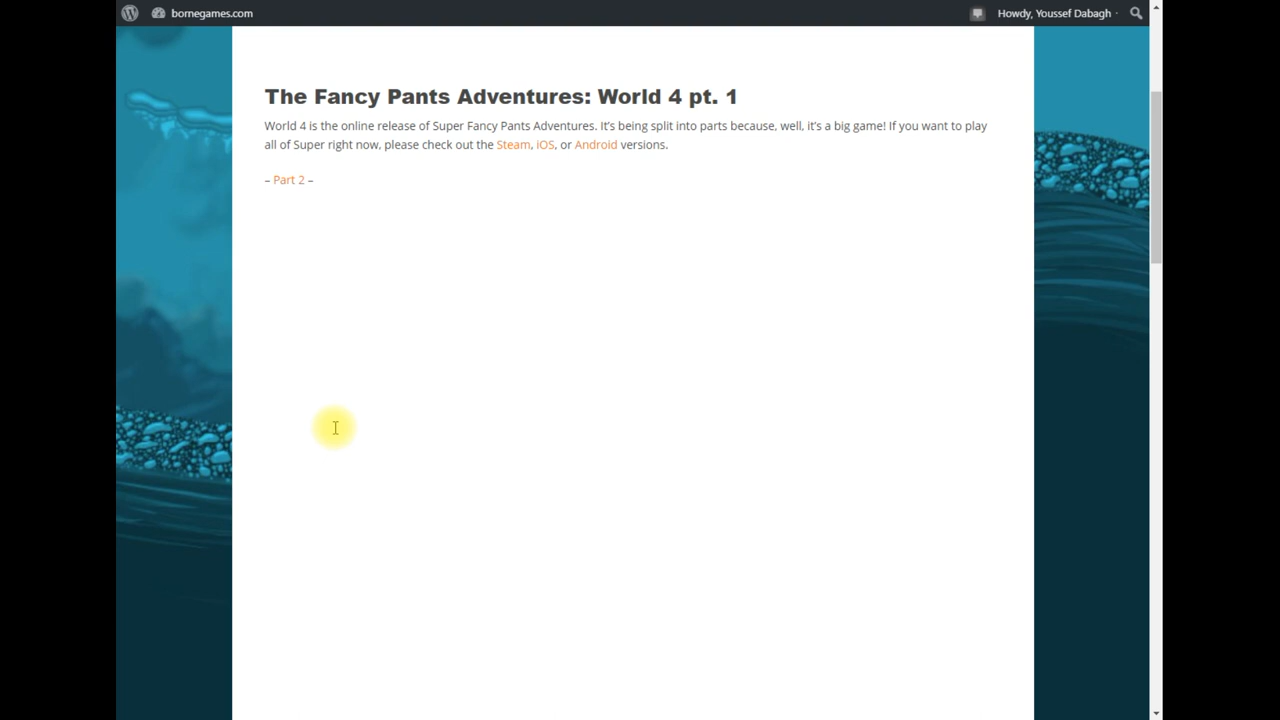 bornegames.com
Howdy, Youssef Dabagh
The Fancy Pants Adventures: World 4 pt. 1
World 4 is the online release of Super Fancy Pants Adventures. It’s being split into parts because, well, it’s a big game! If you want to play
all of Super right now, please check out the Steam, iOS, or Android versions.
– Part 2 –